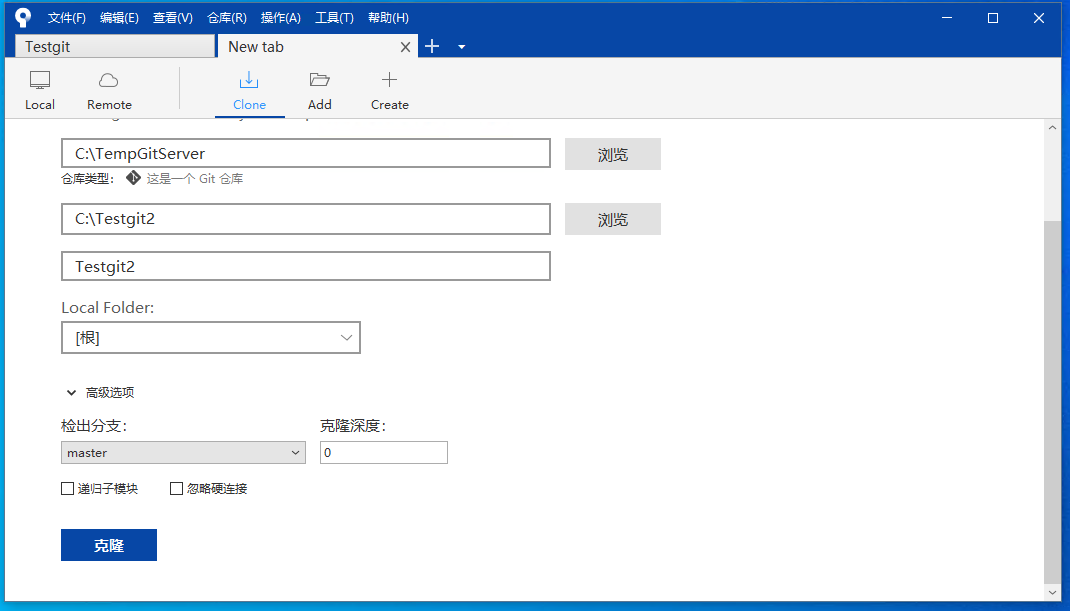 文件(F) 编辑(E) 查看(V) 仓库(R) 操作(A) 工具(T) 帮助(H)
Testgit New tab
Local Remote Clone Add Create
C:\TempGitServer 浏览
仓库类型: 这是一个 Git 仓库
C:\Testgit2 浏览
Testgit2
Local Folder:
[根]
高级选项
检出分支: 克隆深度:
master 0
递归子模块 忽略硬连接
克隆